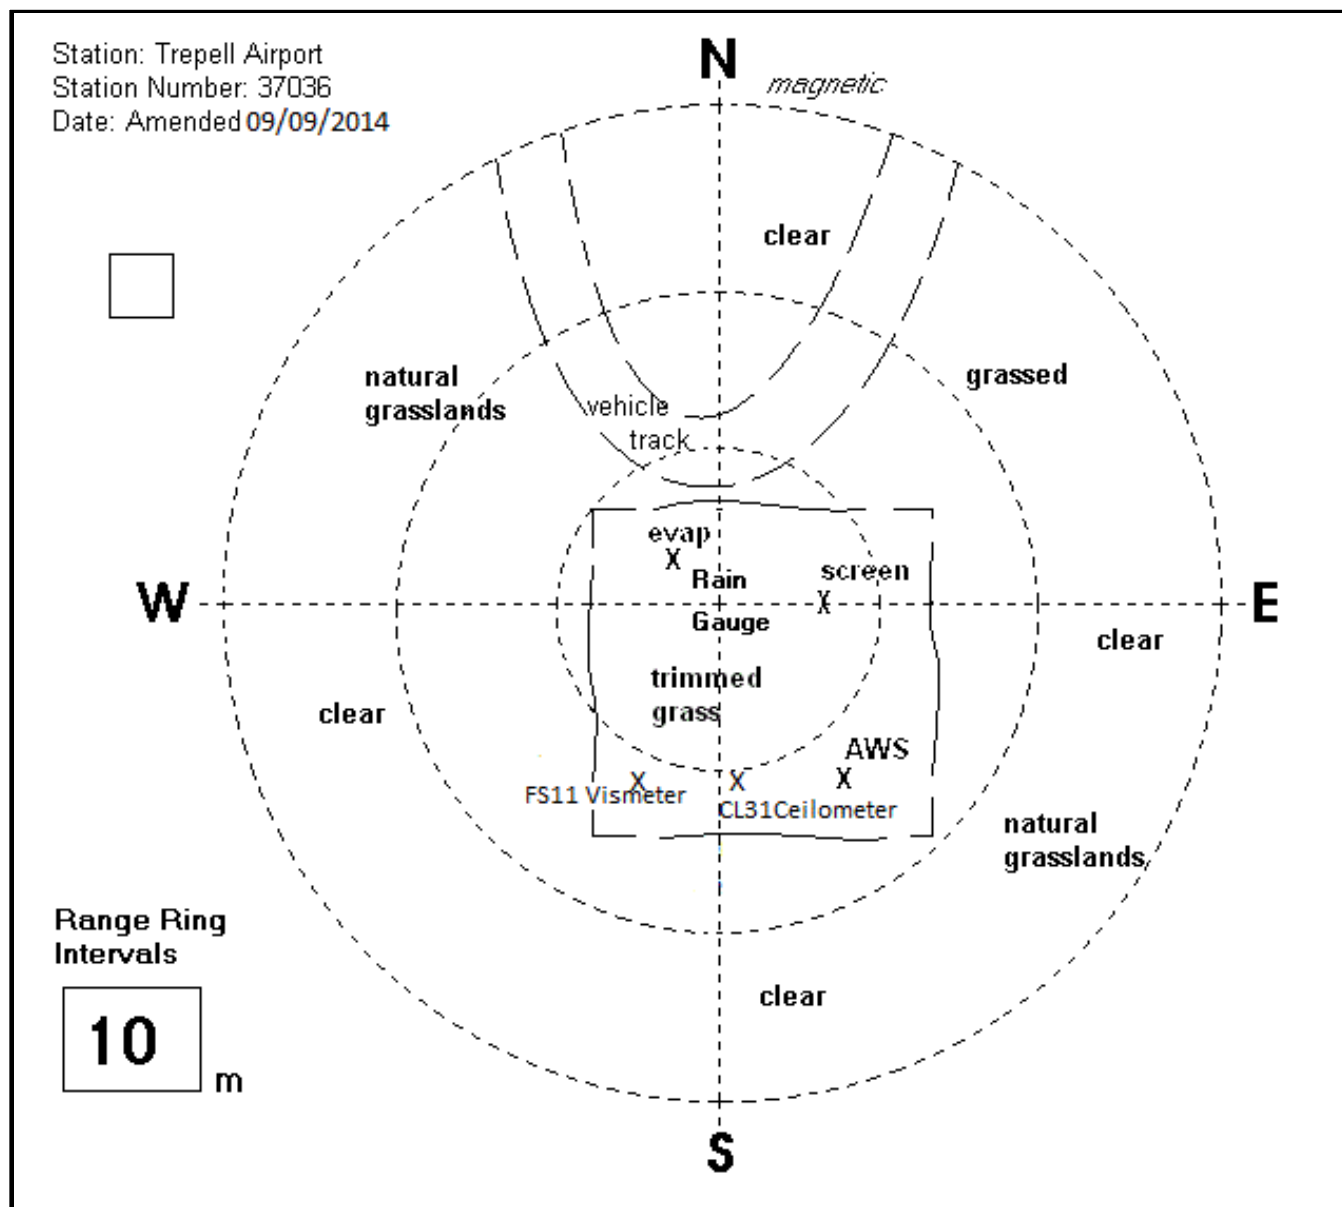 Station: Trepell Airport
Station Number: 37036
Date: Amended 09/09/2014
N
magnetic
clear
natural
grasslands
grassed
vehicle
track
evap
X
Rain
screen
X
W
E
Gauge
clear
trimmed
grass
clear
AWS
X
X
X
FS11 Vismeter
CL31Ceilometer
natural
grasslands
Range Ring
Intervals
10
m
clear
S